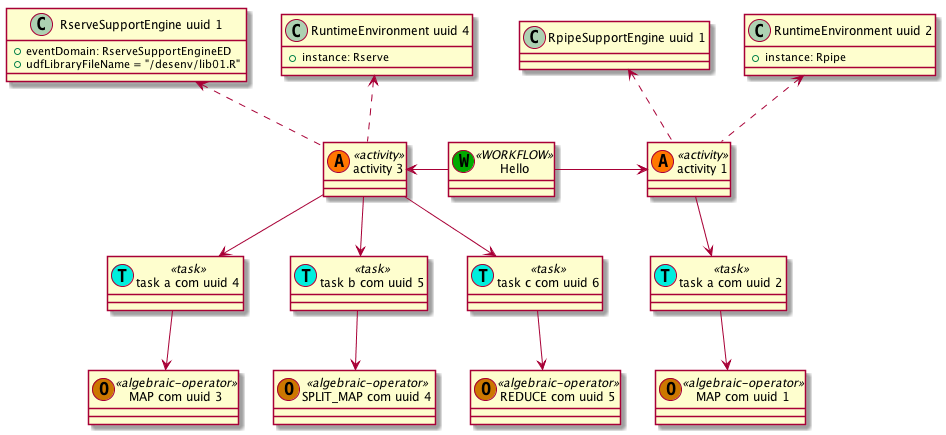 C RserveSupportEngine uuid 1
eventDomain: RserveSupportEngineED
udfLibraryFileName = "/desenv/lib01.R"
C RuntimeEnvironment uuid 4
instance: Rserve
C RpipeSupportEngine uuid 1
C RuntimeEnvironment uuid 2
instance: Rpipe
A «activity»
activity 3
W «WORKFLOW»
Hello
A «activity»
activity 1
T «task»
task a com uuid 4
T «task»
task b com uuid 5
T «task»
task c com uuid 6
T «task»
task a com uuid 2
O «algebraic-operator»
MAP com uuid 3
O «algebraic-operator»
SPLIT_MAP com uuid 4
O «algebraic-operator»
REDUCE com uuid 5
O «algebraic-operator»
MAP com uuid 1